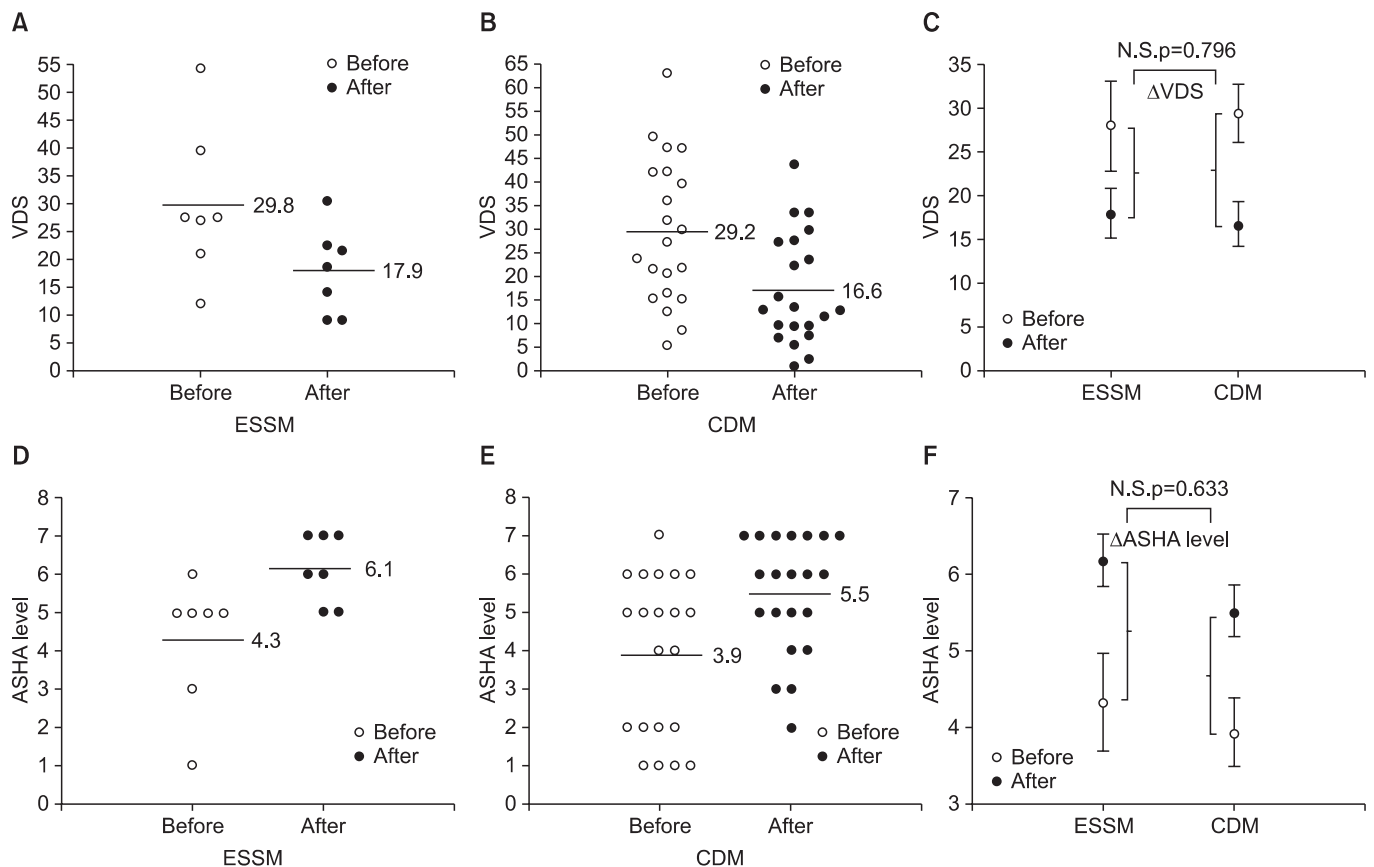 A
VDS
55
50
45
40
35
30
25
20
15
10
5
0
Before
After
29.8
17.9
Before
After
ESSM
B
VDS
65
60
55
50
45
40
35
30
25
20
15
10
5
0
Before
After
29.2
16.6
Before
After
CDM
C
N.S.p=0.796
ΔVDS
VDS
35
30
25
20
15
10
5
0
Before
After
ESSM
CDM
D
ASHA level
8
7
6
5
4
3
2
1
0
6.1
4.3
Before
After
Before
After
ESSM
E
ASHA level
8
7
6
5
4
3
2
1
0
5.5
3.9
Before
After
Before
After
CDM
F
N.S.p=0.633
ΔASHA level
ASHA level
7
6
5
4
3
Before
After
ESSM
CDM